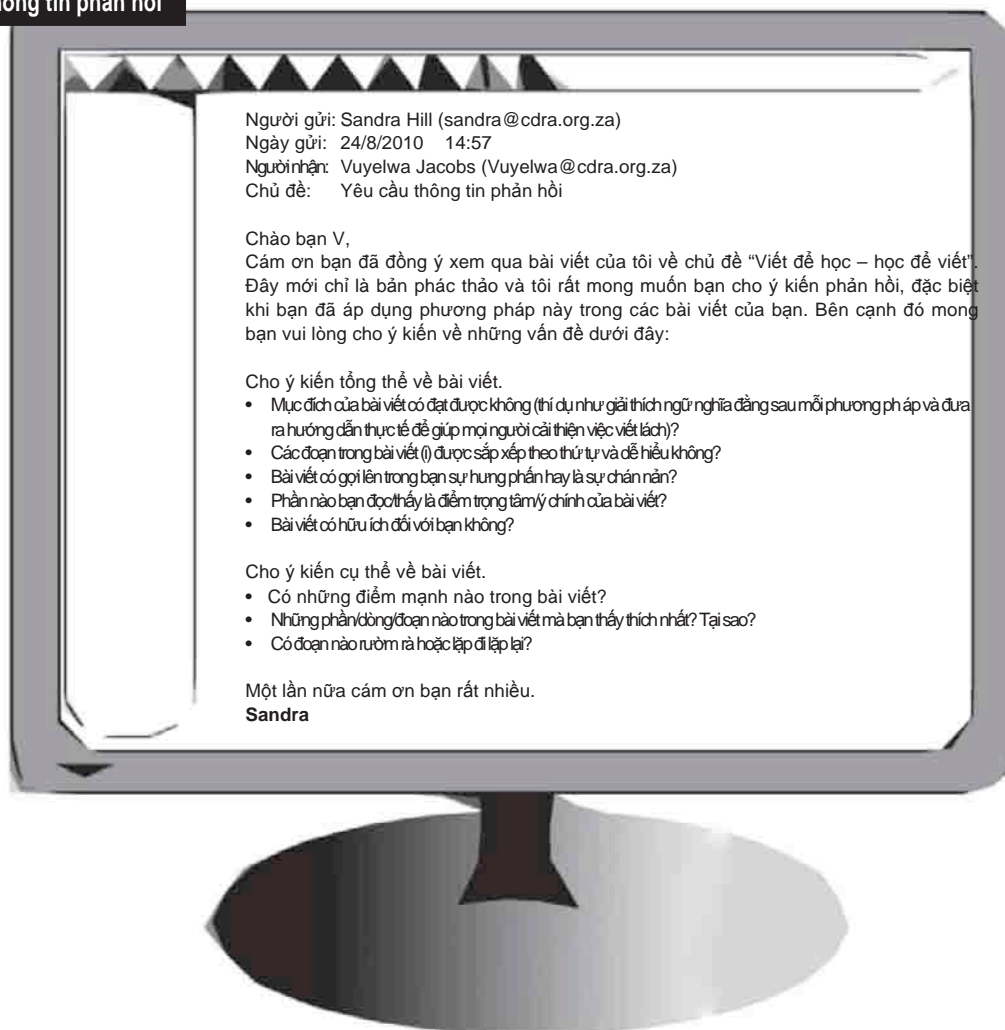 thông tin phản hồi
Người gửi: Sandra Hill (sandra@cdra.org.za)
Ngày gửi: 24/8/2010 14:57
Người nhận: Vuyelwa Jacobs (Vuyelwa@cdra.org.za)
Chủ đề: Yêu cầu thông tin phản hồi
Chào bạn V,
Cám ơn bạn đã đồng ý xem qua bài viết của tôi về chủ đề “Viết để học – học để viết”.
Đây mới chỉ là bản phác thảo và tôi rất mong muốn bạn cho ý kiến phản hồi, đặc biệt
khi bạn đã áp dụng phương pháp này trong các bài viết của bạn. Bên cạnh đó mong
bạn vui lòng cho ý kiến về những vấn đề dưới đây:
Cho ý kiến tổng thể về bài viết.
• Mục đích của bài viết có đạt được không (thí dụ như giải thích ngữ nghĩa đằng sau mỗi phương ph áp và đưa
ra hướng dẫn thực tế để giúp mọi người cải thiện việc viết lách)?
• Các đoạn trong bài viết (i) được sắp xếp theo thứ tự và dễ hiểu không?
• Bài viết có gợi lên trong bạn sự hưng phấn hay là sự chán nản?
• Phần nào bạn đọc/thấy là điểm trọng tâm/ý chính của bài viết?
• Bài viết có hữu ích đối với bạn không?
Cho ý kiến cụ thể về bài viết.
• Có những điểm mạnh nào trong bài viết?
• Những phần/dòng/đoạn nào trong bài viết mà bạn thấy thích nhất? Tại sao?
• Có đoạn nào rườm rà hoặc lặp đi lặp lại?
Một lần nữa cám ơn bạn rất nhiều.
Sandra